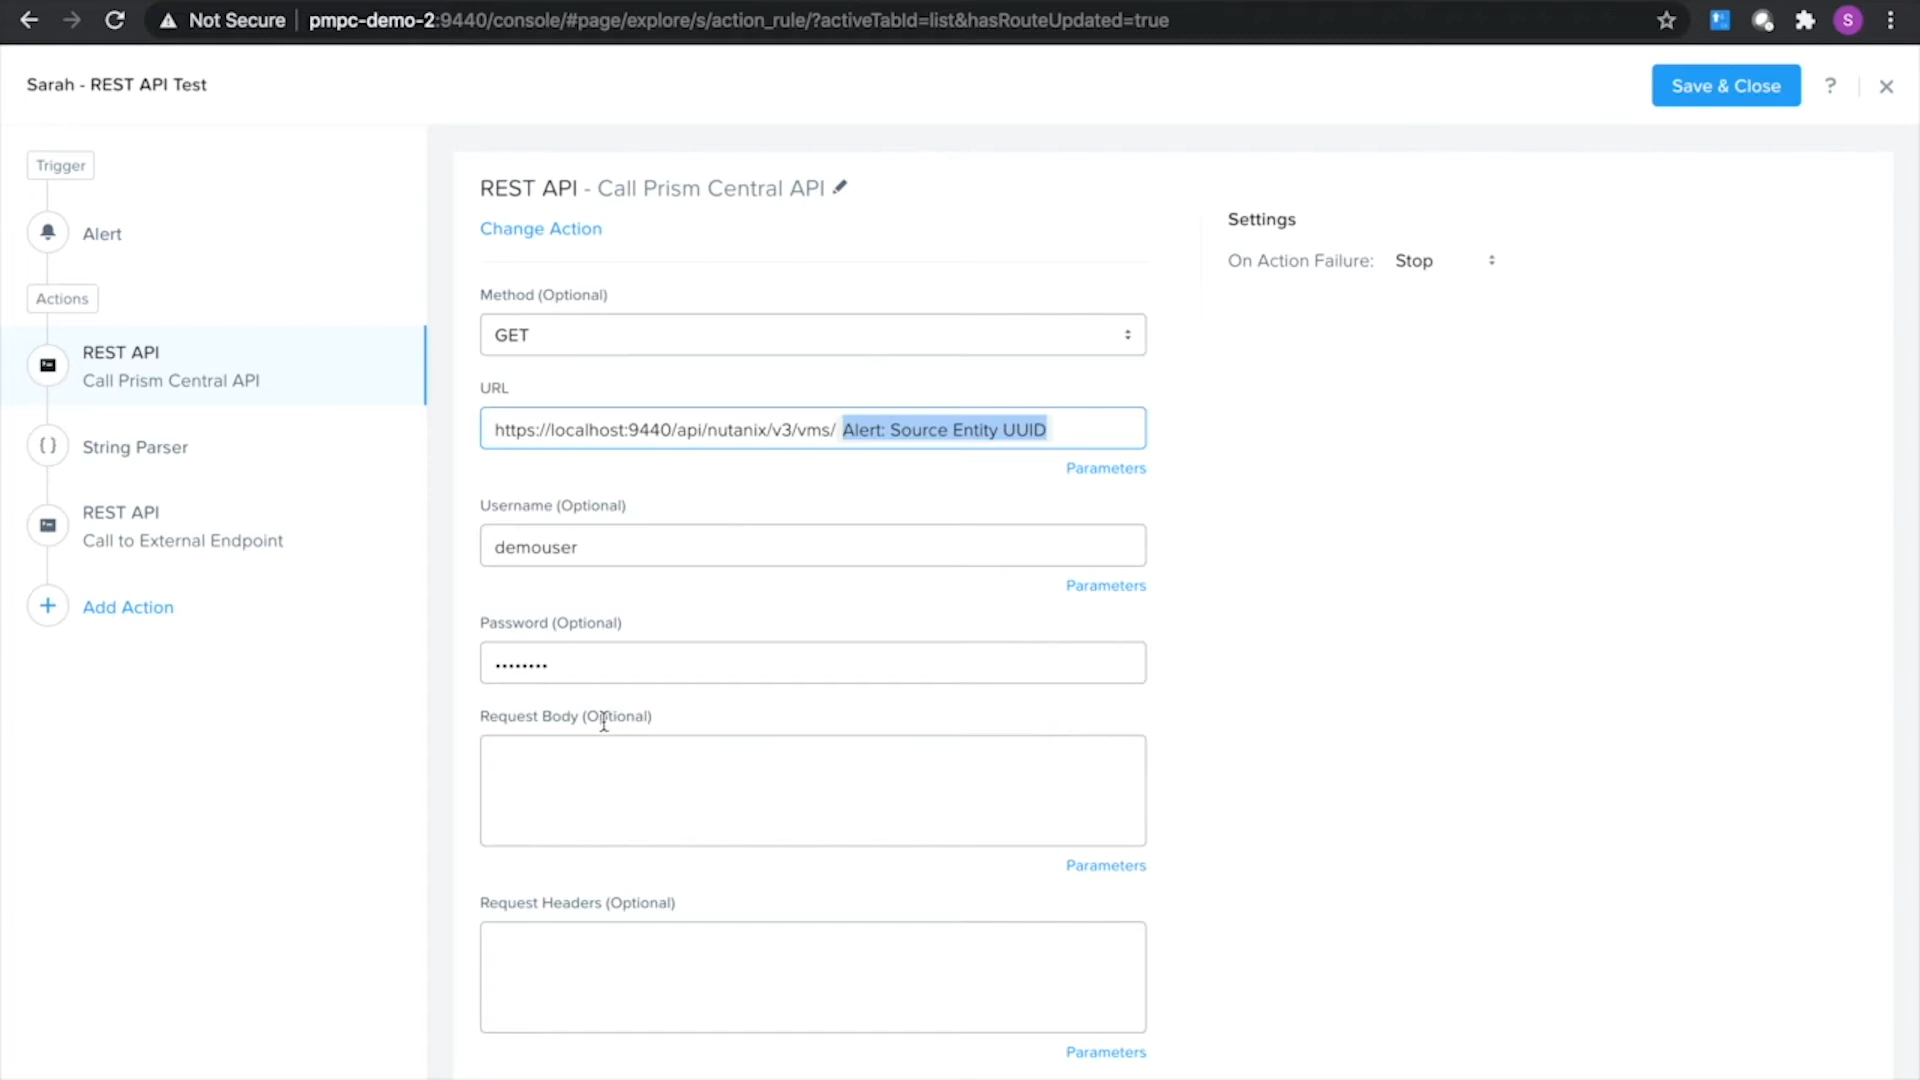 Not Secure
pmpc-demo-2:9440/console/#page/explore/s/action_rule/?activeTabId=list&hasRouteUpdated=true
S
Sarah - REST API Test
Save & Close
?
Trigger
Alert
Actions
REST API
Call Prism Central API
String Parser
REST API
Call to External Endpoint
Add Action
REST API - Call Prism Central API
Change Action
Method (Optional)
GET
URL
https://localhost:9440/api/nutanix/v3/vms/ Alert: Source Entity UUID
Parameters
Username (Optional)
demouser
Parameters
Password (Optional)
••••••••
Request Body (Optional)
Parameters
Request Headers (Optional)
Parameters
Settings
On Action Failure: Stop